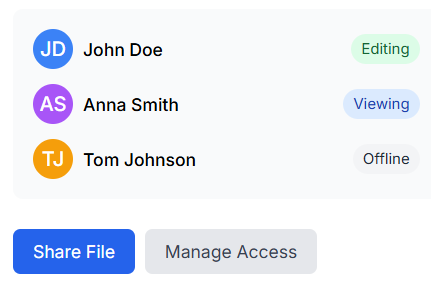 JD John Doe Editing
AS Anna Smith Viewing
TJ Tom Johnson Offline
Share File Manage Access